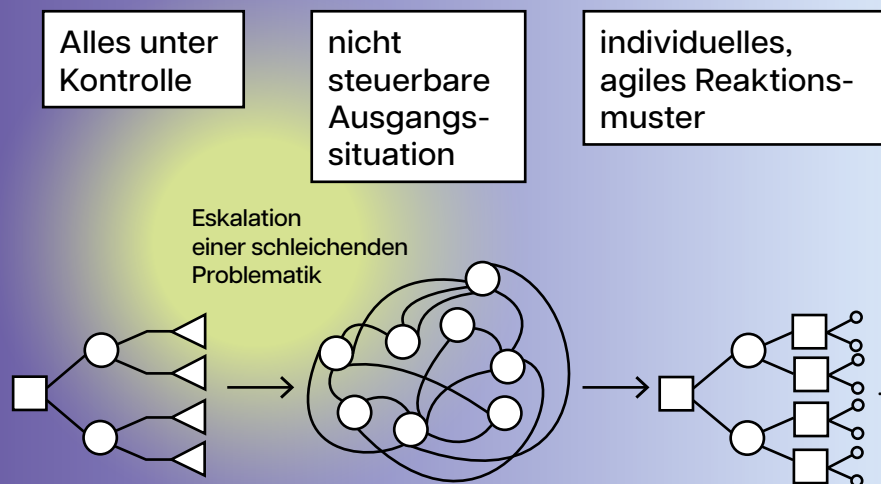 Alles unter
Kontrolle
nicht
steuerbare
Ausgangs-
situation
individuelles,
agiles Reaktions-
muster
Eskalation
einer schleichenden
Problematik